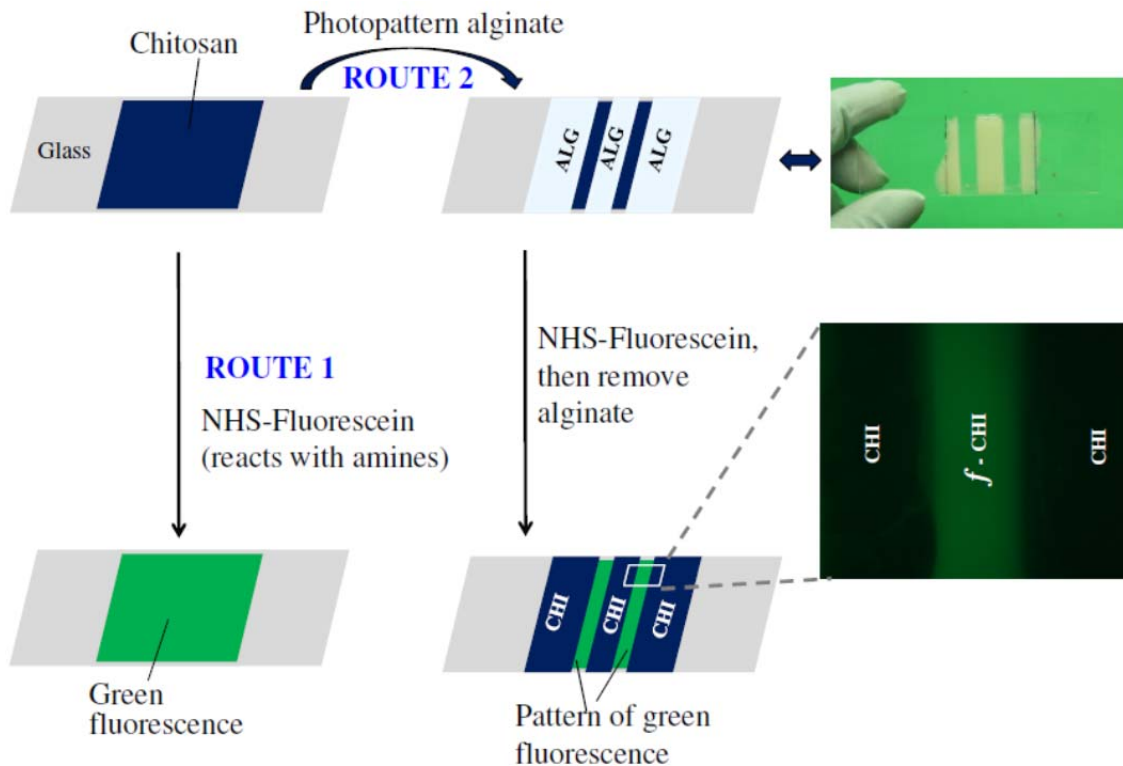 Photopattern alginate
Chitosan
ROUTE 2
Glass
ALG
ALG
ALG
ROUTE 1
NHS-Fluorescein
(reacts with amines)
NHS-Fluorescein,
then remove
alginate
CHI
f - CHI
CHI
CHI
CHI
CHI
Green
fluorescence
Pattern of green
fluorescence